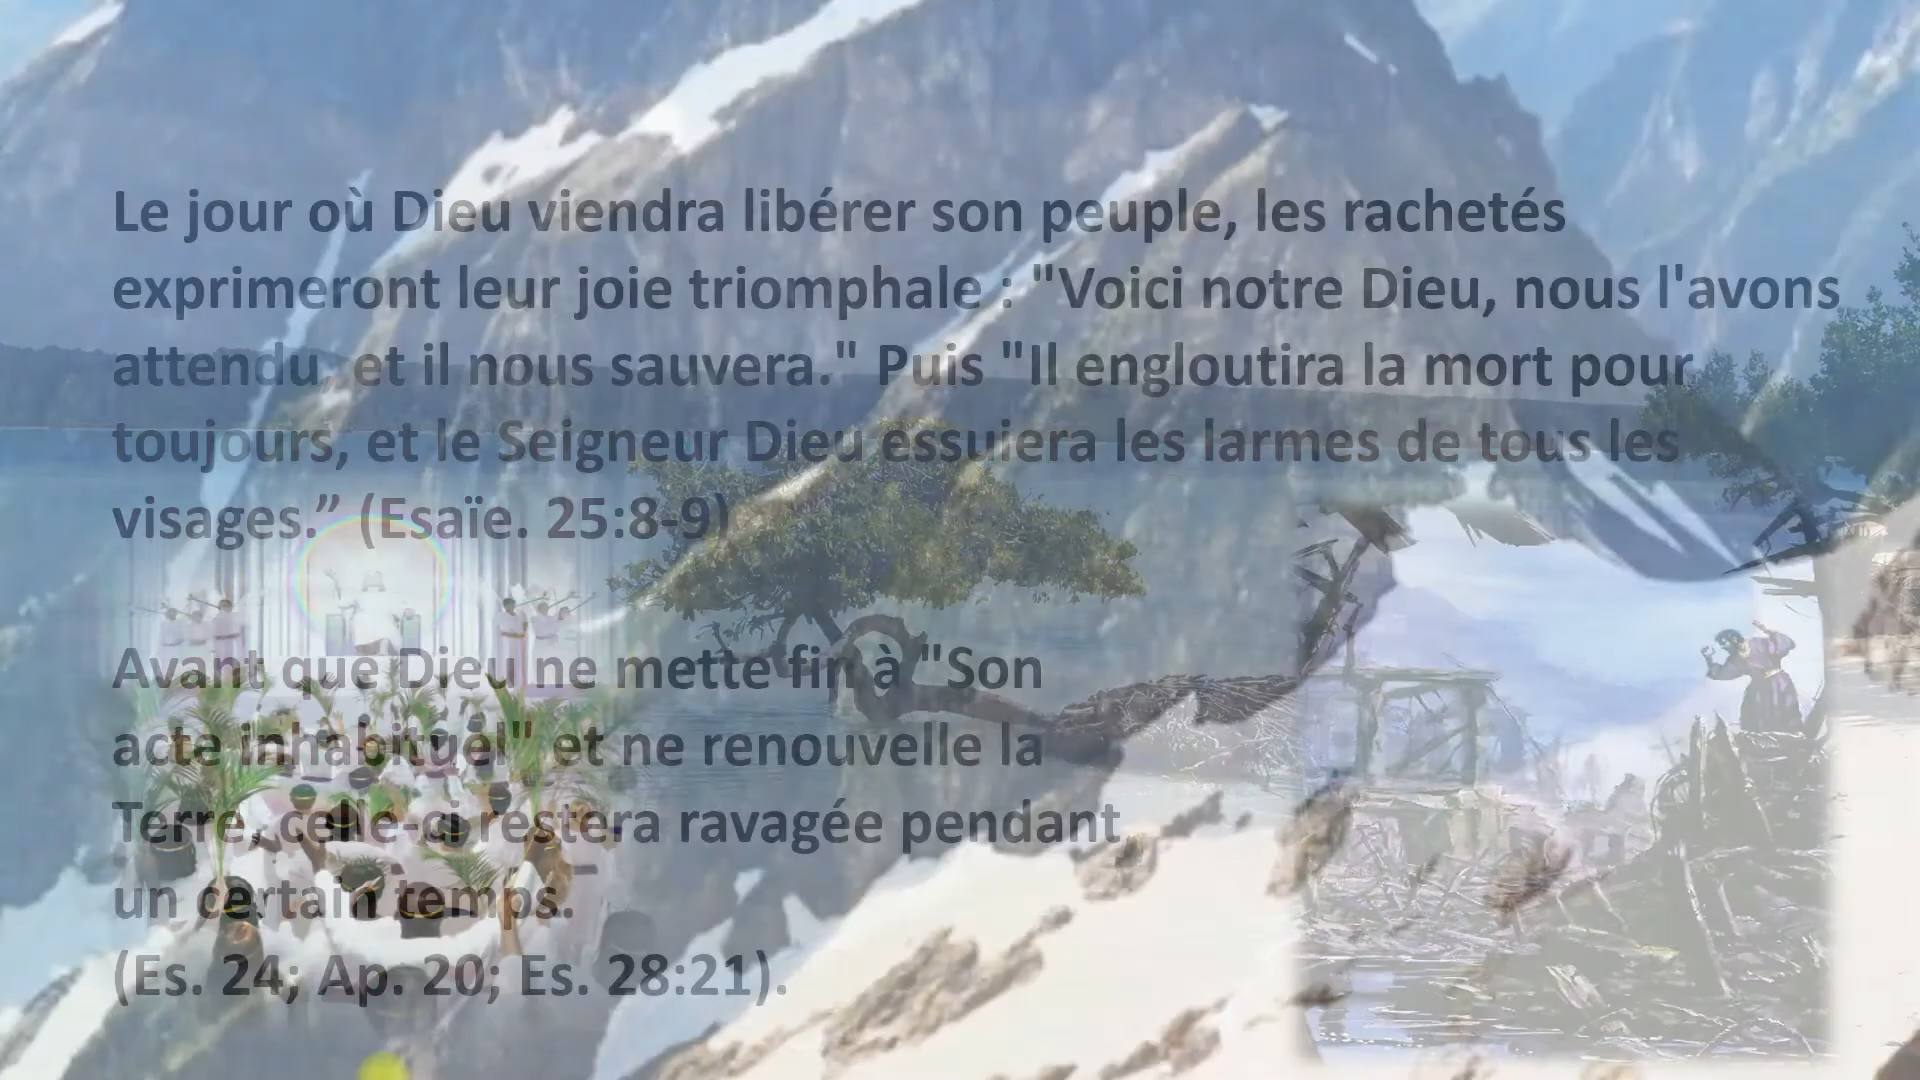 Le jour où Dieu viendra libérer son peuple, les rachetés
exprimeront leur joie triomphale : "Voici notre Dieu, nous l'avons
attendu, et il nous sauvera." Puis "Il engloutira la mort pour
toujours, et le Seigneur Dieu essuiera les larmes de tous les
visages.” (Esaïe. 25:8-9)
Avant que Dieu ne mette fin à "Son
acte inhabituel" et ne renouvelle la
Terre, celle-ci restera ravagée pendant
un certain temps.
(Es. 24; Ap. 20; Es. 28:21).